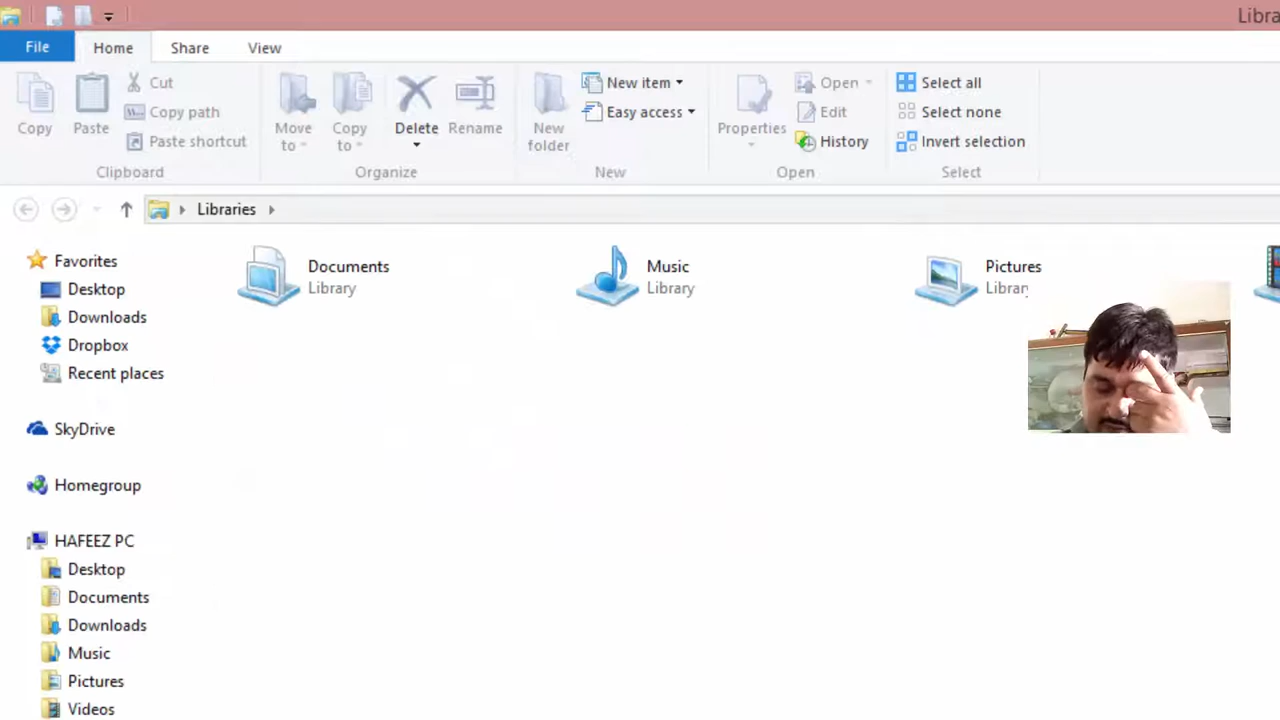 Libra
File Home Share View
Copy Paste Cut Copy path Paste shortcut
Move to Copy to Delete Rename
New folder New item Easy access
Properties Open Edit History
Select all Select none Invert selection
Clipboard Organize New Open Select
Libraries
Favorites
Desktop
Downloads
Dropbox
Recent places
SkyDrive
Homegroup
HAFEEZ PC
Desktop
Documents
Downloads
Music
Pictures
Videos
Documents
Library
Music
Library
Pictures
Library